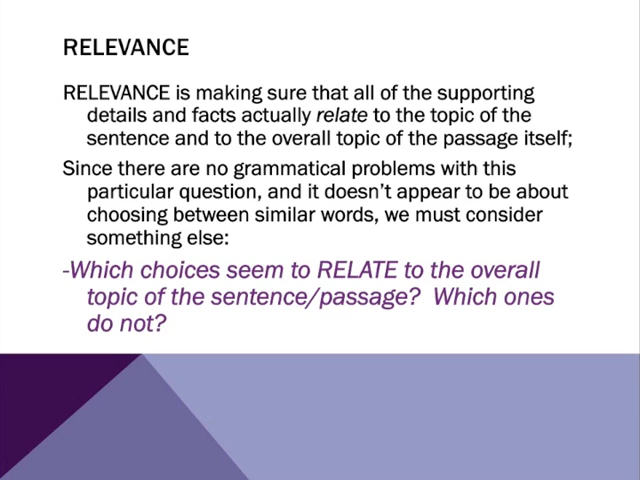 RELEVANCE
RELEVANCE is making sure that all of the supporting
details and facts actually relate to the topic of the
sentence and to the overall topic of the passage itself;
Since there are no grammatical problems with this
particular question, and it doesn’t appear to be about
choosing between similar words, we must consider
something else:
-Which choices seem to RELATE to the overall
topic of the sentence/passage? Which ones
do not?